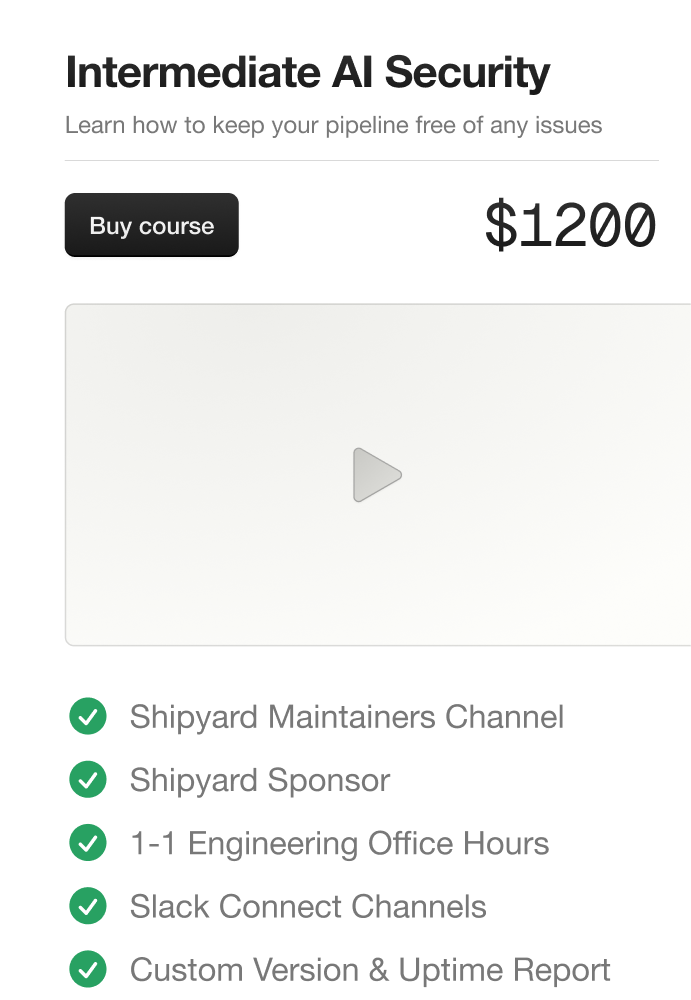 Intermediate AI Security
Learn how to keep your pipeline free of any issues
Buy course
$1200
Shipyard Maintainers Channel
Shipyard Sponsor
1-1 Engineering Office Hours
Slack Connect Channels
Custom Version & Uptime Report